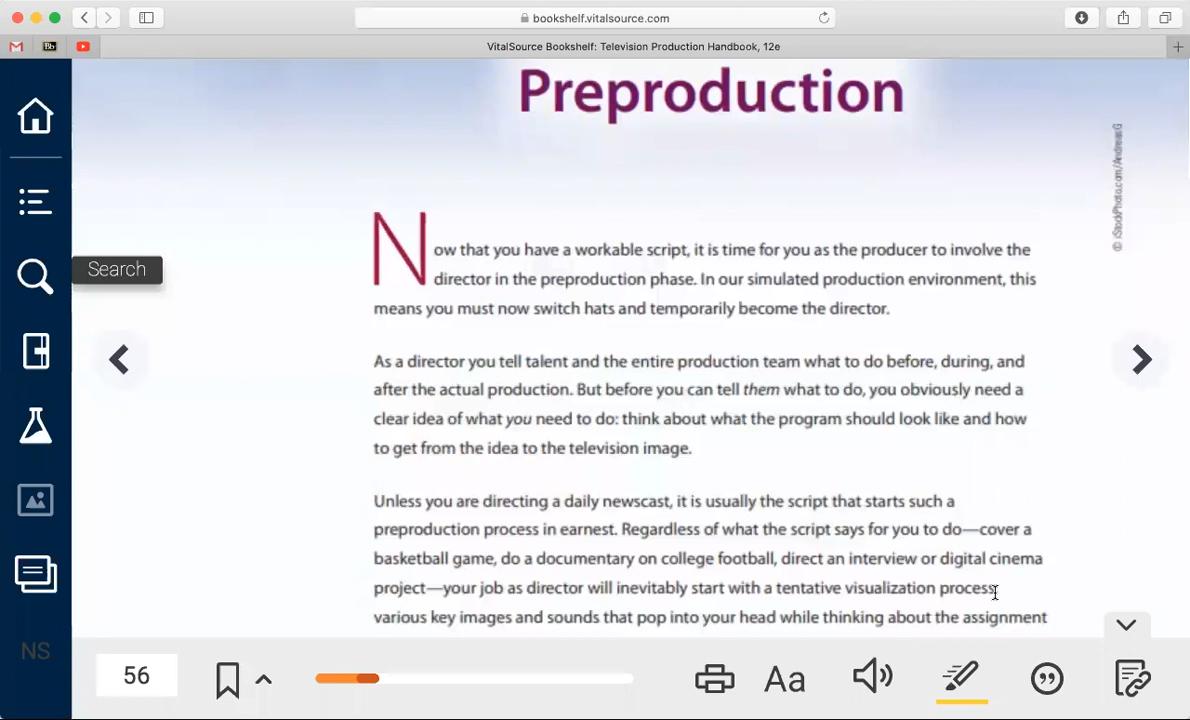 bookshelf.vitalsource.com
VitalSource Bookshelf: Television Production Handbook, 12e
Bb
Preproduction
© iStockPhoto.com/AndreasG
Now that you have a workable script, it is time for you as the producer to involve the
director in the preproduction phase. In our simulated production environment, this
means you must now switch hats and temporarily become the director.
Search
As a director you tell talent and the entire production team what to do before, during, and
after the actual production. But before you can tell them what to do, you obviously need a
clear idea of what you need to do: think about what the program should look like and how
to get from the idea to the television image.
Unless you are directing a daily newscast, it is usually the script that starts such a
preproduction process in earnest. Regardless of what the script says for you to do—cover a
basketball game, do a documentary on college football, direct an interview or digital cinema
project—your job as director will inevitably start with a tentative visualization process:
various key images and sounds that pop into your head while thinking about the assignment
NS
56
Aa